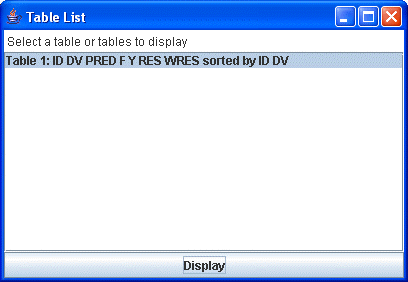 Table List
Select a table or tables to display
Table 1: ID DV PRED F Y RES WRES sorted by ID DV
Display